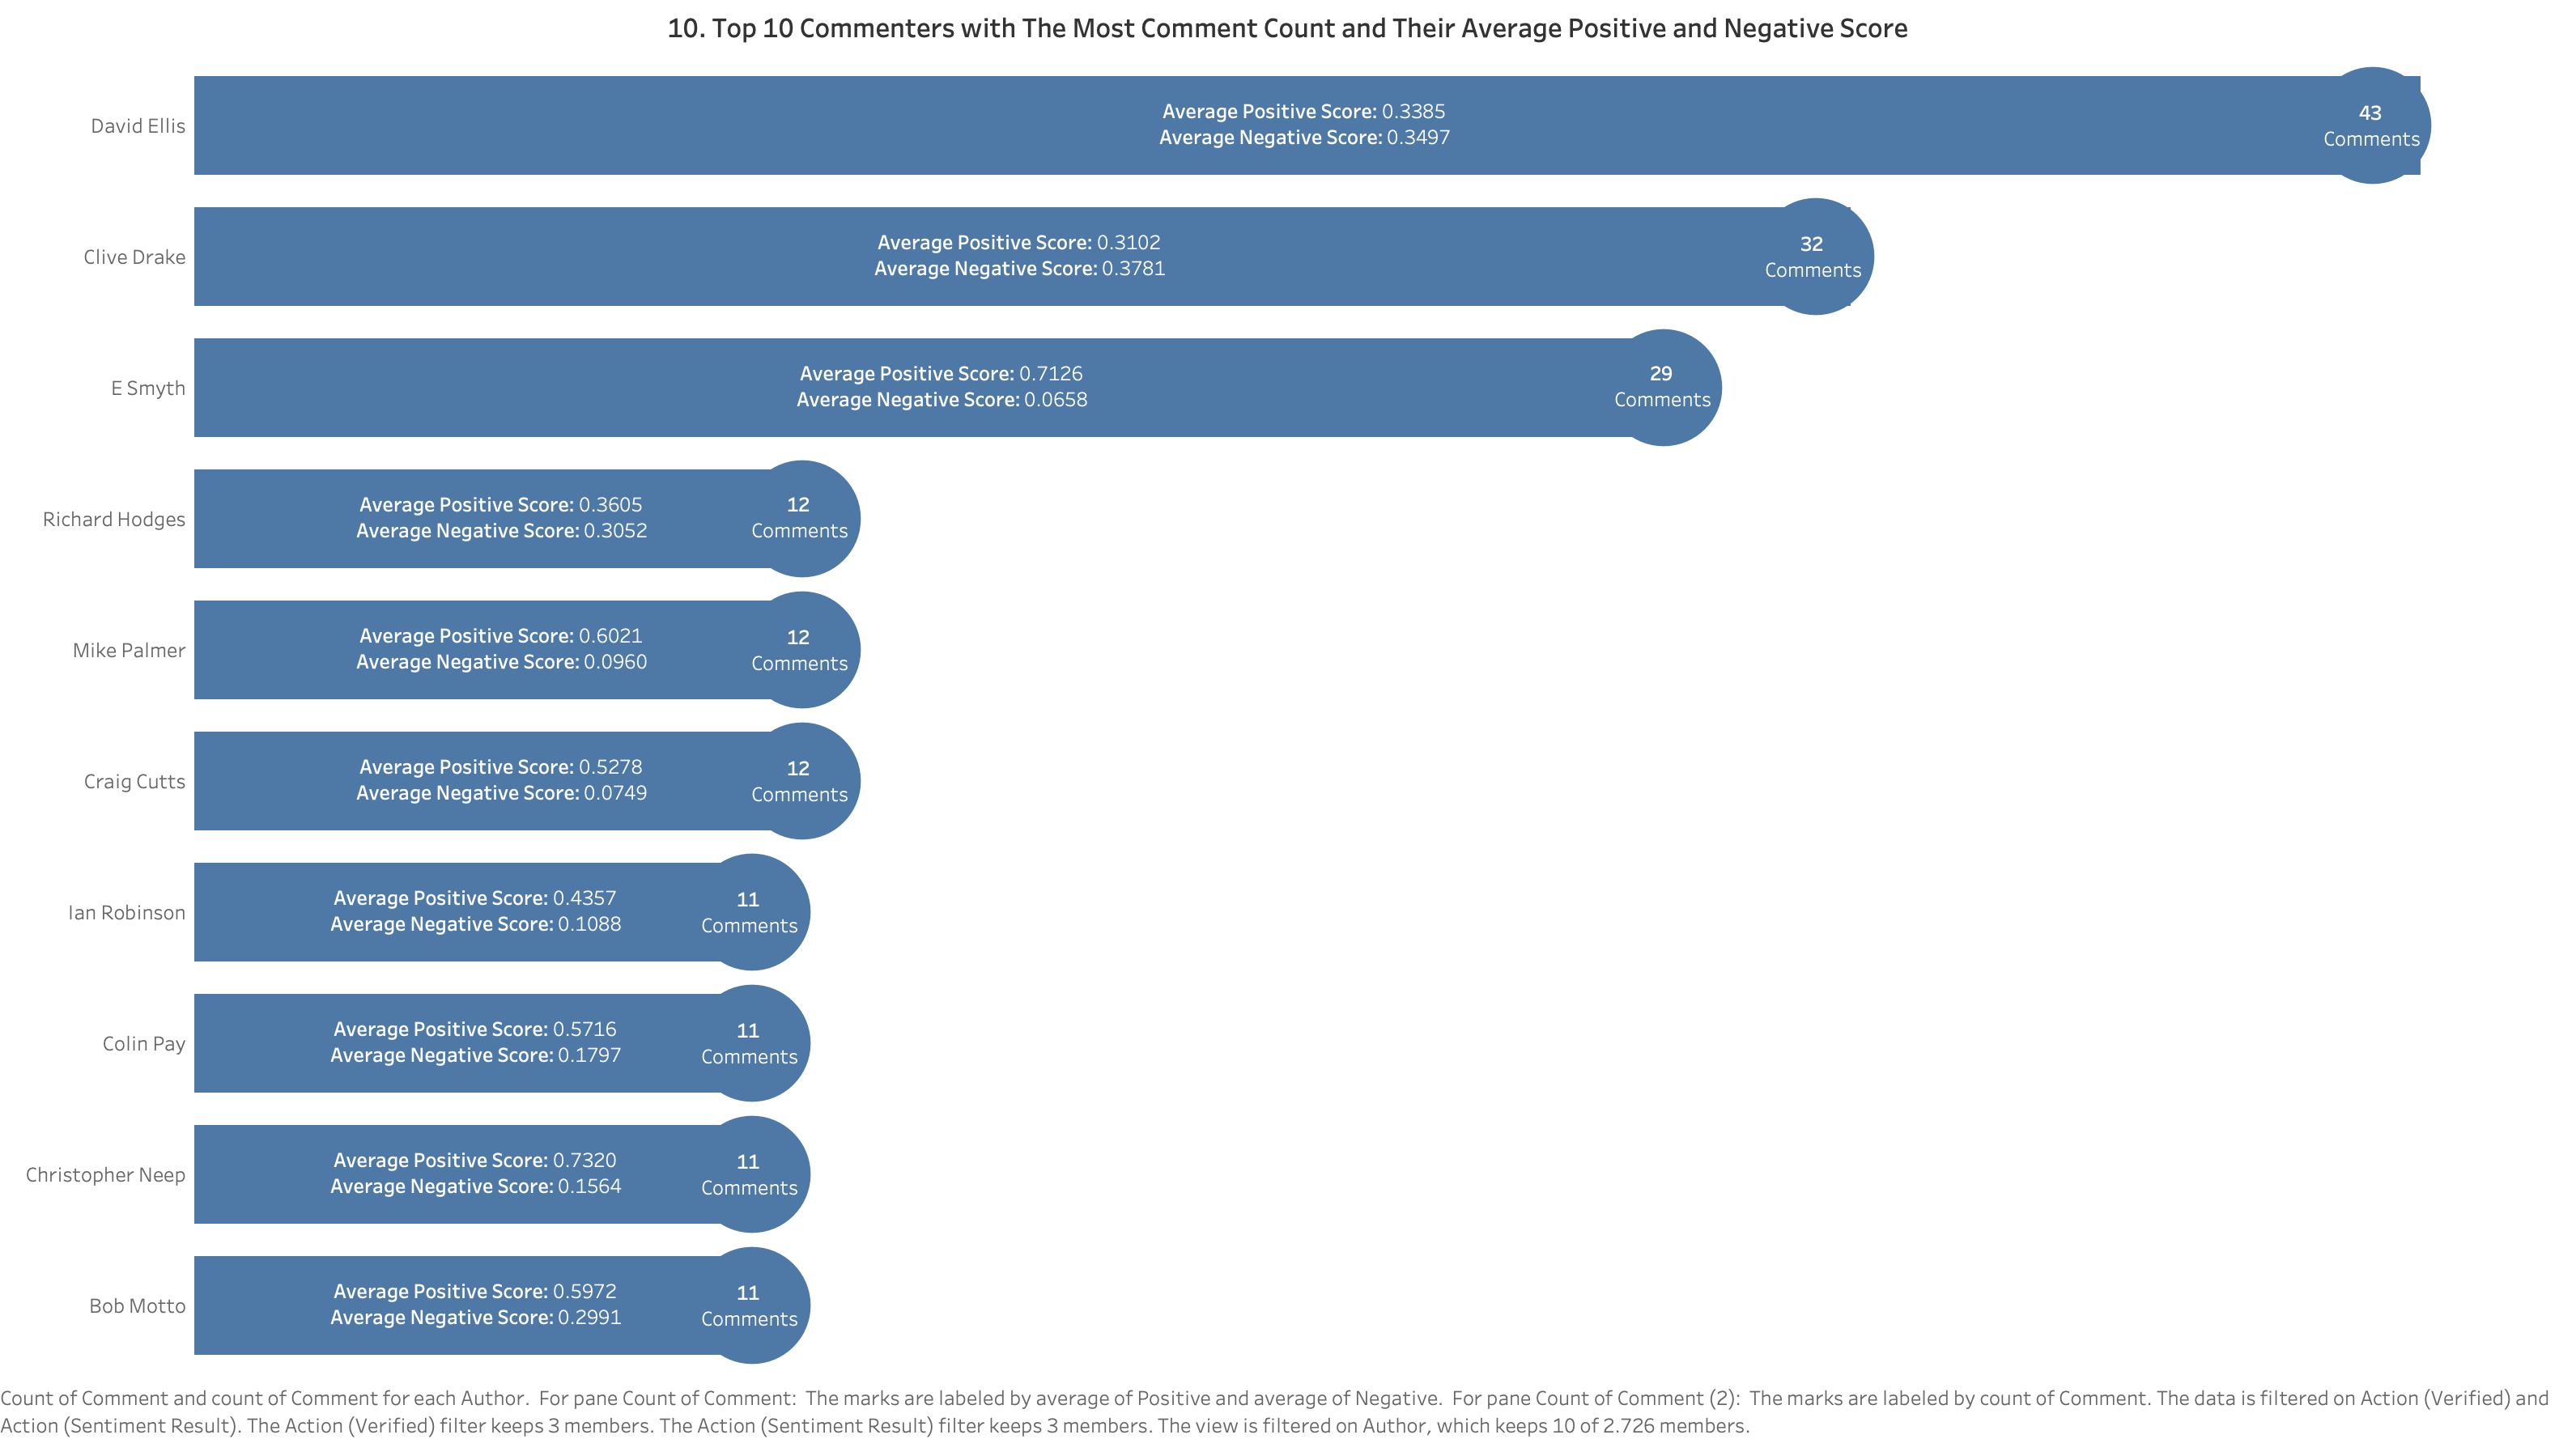 10. Top 10 Commenters with The Most Comment Count and Their Average Positive and Negative Score
David Ellis
Average Positive Score: 0.3385
Average Negative Score: 0.3497
43
Comments
Clive Drake
Average Positive Score: 0.3102
Average Negative Score: 0.3781
32
Comments
E Smyth
Average Positive Score: 0.7126
Average Negative Score: 0.0658
29
Comments
Richard Hodges
Average Positive Score: 0.3605
Average Negative Score: 0.3052
12
Comments
Mike Palmer
Average Positive Score: 0.6021
Average Negative Score: 0.0960
12
Comments
Craig Cutts
Average Positive Score: 0.5278
Average Negative Score: 0.0749
12
Comments
Ian Robinson
Average Positive Score: 0.4357
Average Negative Score: 0.1088
11
Comments
Colin Pay
Average Positive Score: 0.5716
Average Negative Score: 0.1797
11
Comments
Christopher Neep
Average Positive Score: 0.7320
Average Negative Score: 0.1564
11
Comments
Bob Motto
Average Positive Score: 0.5972
Average Negative Score: 0.2991
11
Comments
Count of Comment and count of Comment for each Author.  For pane Count of Comment:  The marks are labeled by average of Positive and average of Negative.  For pane Count of Comment (2):  The marks are labeled by count of Comment. The data is filtered on Action (Verified) and
Action (Sentiment Result). The Action (Verified) filter keeps 3 members. The Action (Sentiment Result) filter keeps 3 members. The view is filtered on Author, which keeps 10 of 2.726 members.